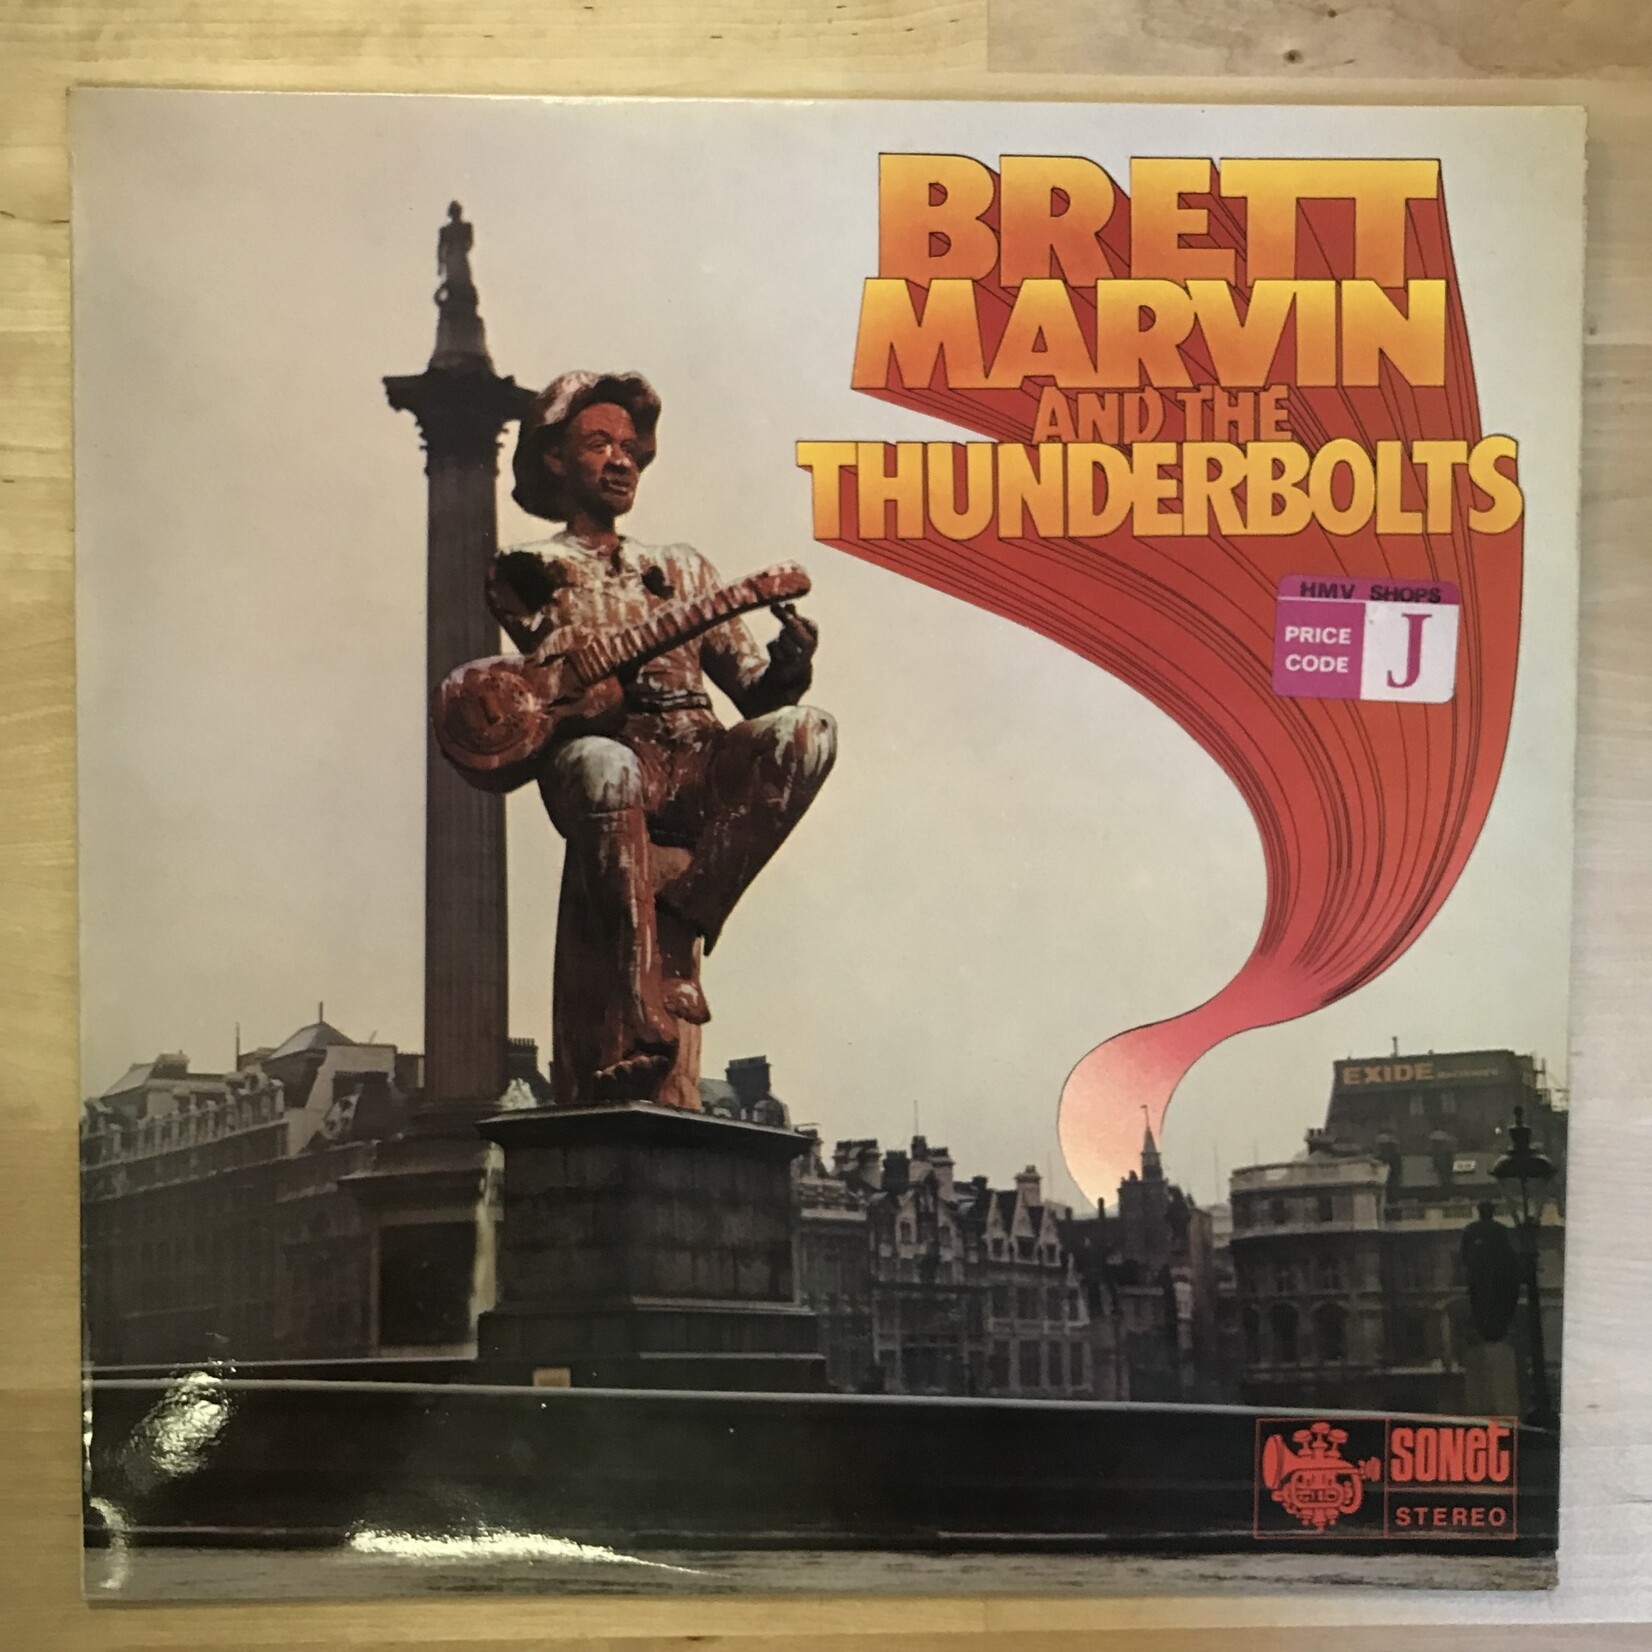 BRETT
MARVIN
AND THE
THUNDERBOLTS
HMV SHOPS
PRICE
CODE
J
EXIDE
SONET
STEREO